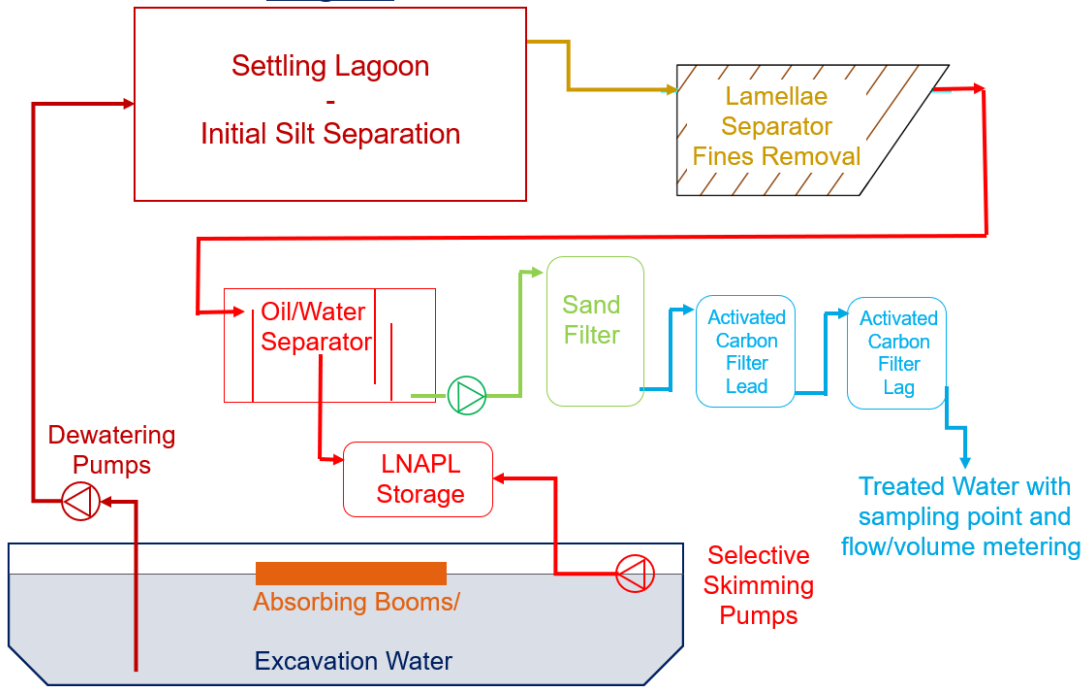 Settling Lagoon
-
Initial Silt Separation
Lamellae
Separator
Fines Removal
Oil/Water
Separator
Sand
Filter
Activated
Carbon
Filter
Lead
Activated
Carbon
Filter
Lag
Dewatering
Pumps
LNAPL
Storage
Treated Water with
sampling point and
flow/volume metering
Selective
Skimming
Pumps
Absorbing Booms/
Excavation Water